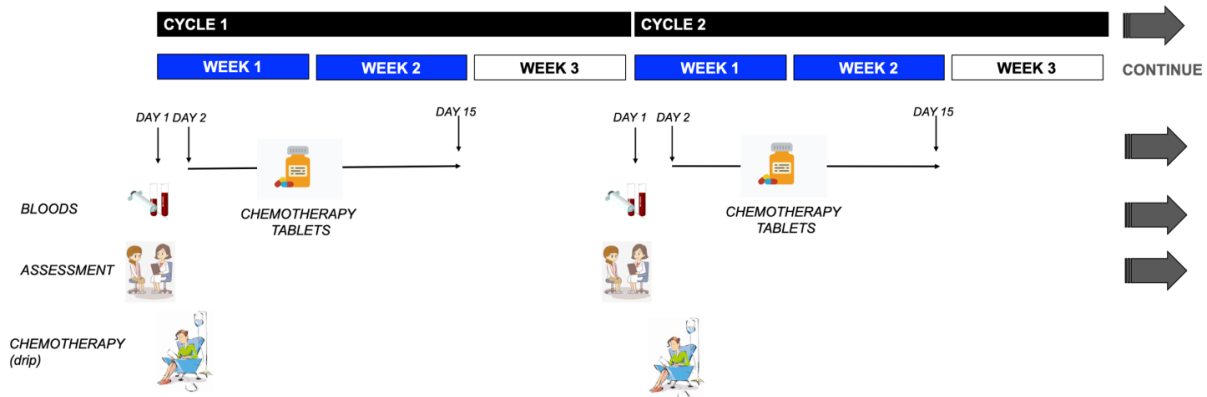 CYCLE 1
CYCLE 2
WEEK 1
WEEK 2
WEEK 3
WEEK 1
WEEK 2
WEEK 3
CONTINUE
DAY 1
DAY 2
DAY 15
DAY 1
DAY 2
DAY 15
BLOODS
CHEMOTHERAPY
TABLETS
CHEMOTHERAPY
TABLETS
ASSESSMENT
CHEMOTHERAPY
(drip)